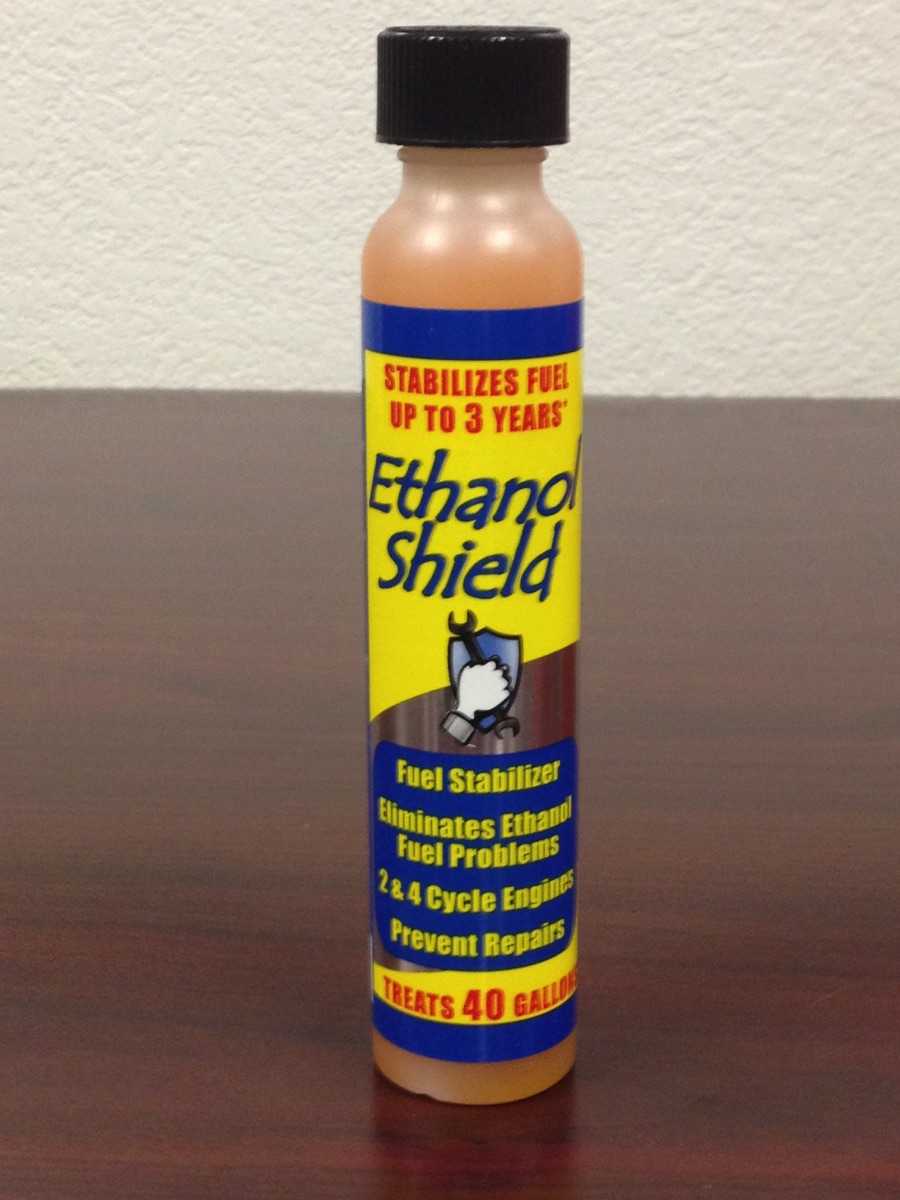 STABILIZES FUEL
UP TO 3 YEARS*
Ethanol
Shield
Fuel Stabilizer
Eliminates Ethanol
Fuel Problems
2 & 4 Cycle Engines
Prevent Repairs
TREATS 40 GALLONS